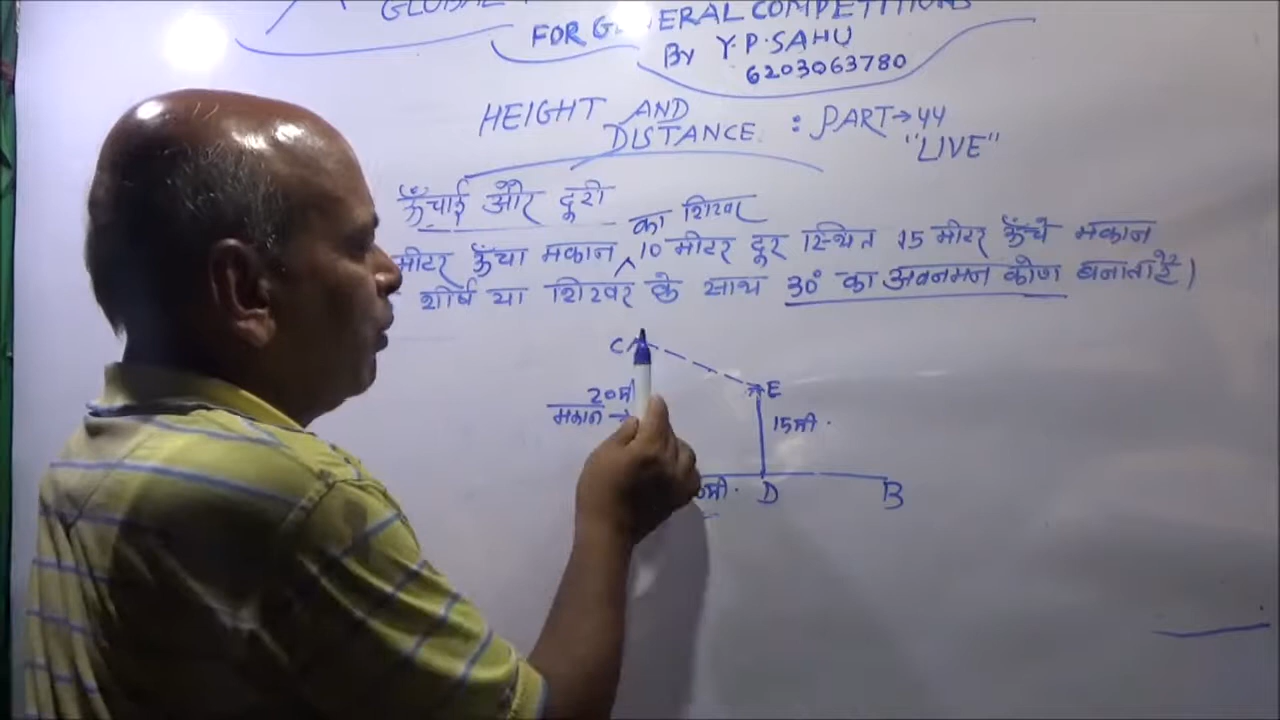 GLOBAL
FOR GENERAL COMPETITIONS
By Y.P.SAHU
6203063780
HEIGHT AND
DISTANCE : PART→44
"LIVE"
ऊँचाई और दूरी
का शिखर
मीटर ऊँचा मकान ^ 10 मीटर दूर स्थित 15 मीटर ऊँचे मकान
शीर्ष या शिखर के साथ 30° का अवनमन कोण बनाता है।
C
20मी
मकान →
E
15मी.
मी.
D
B